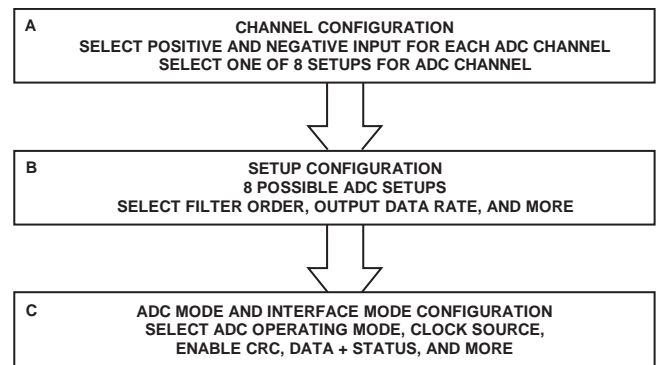 A
CHANNEL CONFIGURATION
SELECT POSITIVE AND NEGATIVE INPUT FOR EACH ADC CHANNEL
SELECT ONE OF 8 SETUPS FOR ADC CHANNEL
B
SETUP CONFIGURATION
8 POSSIBLE ADC SETUPS
SELECT FILTER ORDER, OUTPUT DATA RATE, AND MORE
C
ADC MODE AND INTERFACE MODE CONFIGURATION
SELECT ADC OPERATING MODE, CLOCK SOURCE,
ENABLE CRC, DATA + STATUS, AND MORE